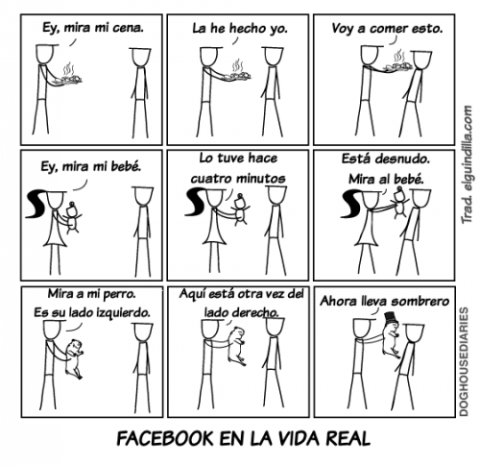 Ey, mira mi cena.
La he hecho yo.
Voy a comer esto.
Ey, mira mi bebé.
Lo tuve hace
cuatro minutos
Está desnudo.
Mira al bebé.
Mira a mi perro.
Es su lado izquierdo.
Aquí está otra vez del
lado derecho.
Ahora lleva sombrero
Trad. elguindilla.com
DOGHOUSEDIARIES
FACEBOOK EN LA VIDA REAL